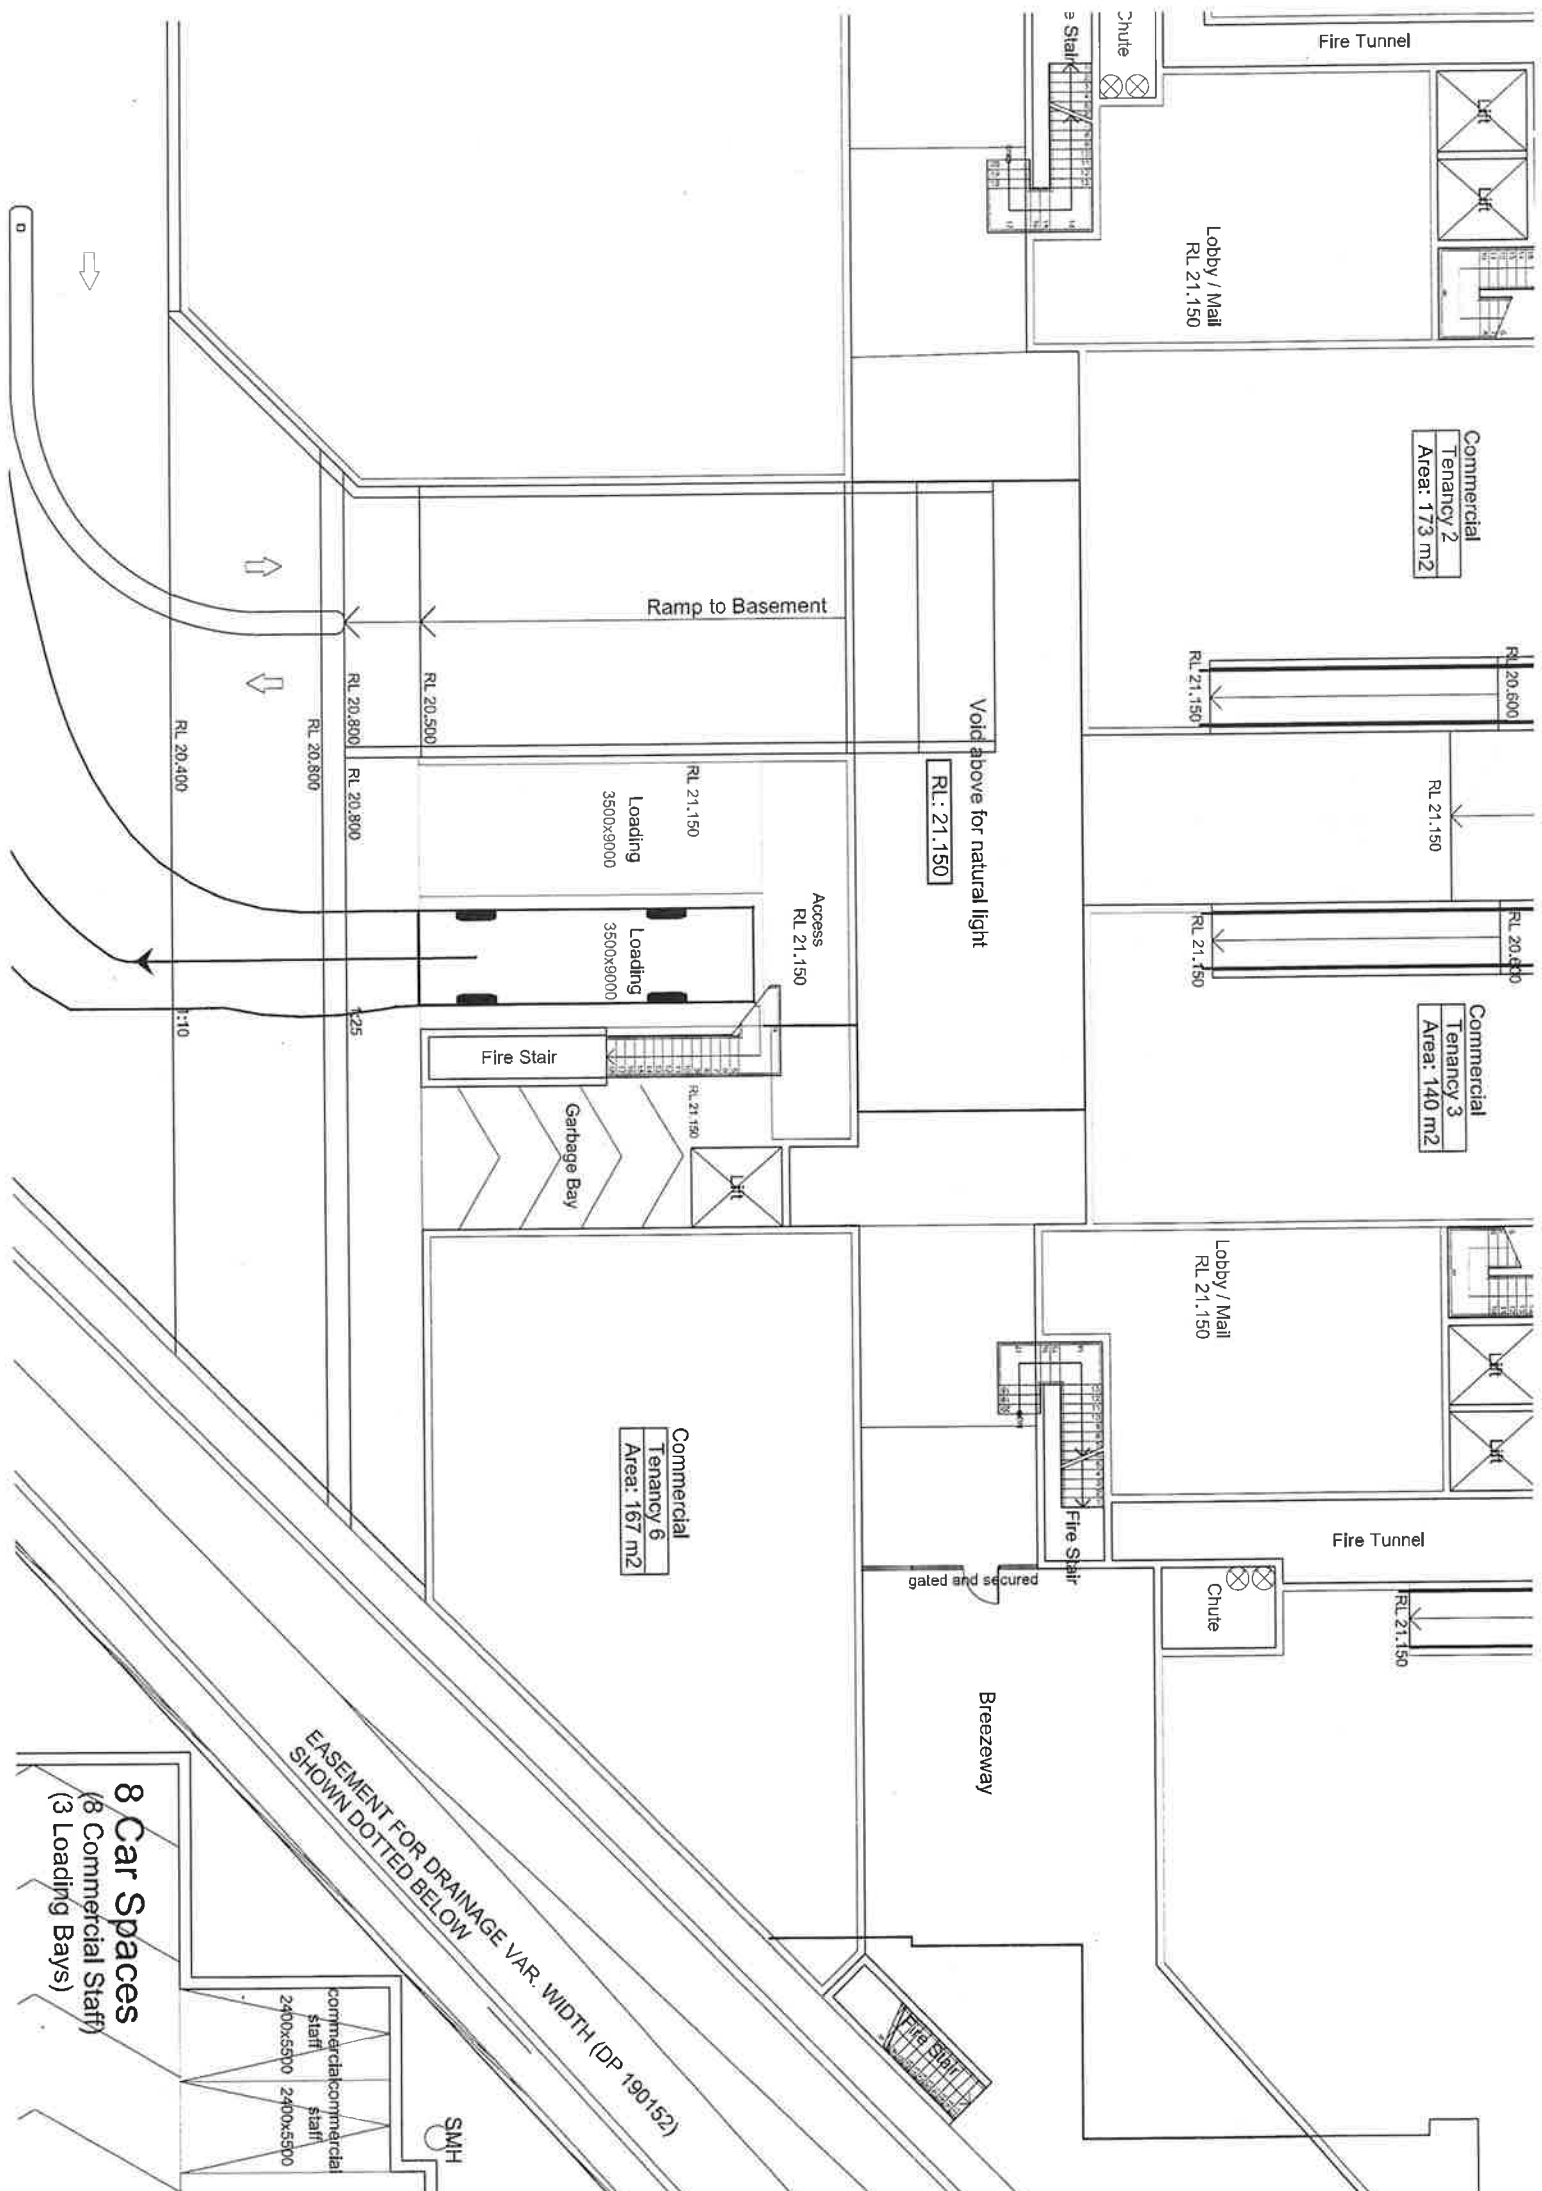 Fire Tunnel
Chute
e Stair
Lift
Lift
Lobby / Mail
RL 21.150
Commercial
Tenancy 2
Area: 173 m2
RL 20.600
RL 21.150
Ramp to Basement
RL 20.500
RL 20.800
RL 20.800
RL 20.400
RL 20.800
Void above for natural light
RL: 21.150
RL 21.150
RL 21.150
Loading
3500x9000
Access
RL 21.150
Loading
3500x9000
RL 20.600
RL 21.150
1:10
1:25
Fire Stair
Commercial
Tenancy 3
Area: 140 m2
RL 21.150
Garbage Bay
Lift
Lobby / Mail
RL 21.150
Lift
Lift
Commercial
Tenancy 6
Area: 167 m2
Fire Stair
Fire Tunnel
gated and secured
Chute
RL 21.150
Breezeway
EASEMENT FOR DRAINAGE VAR. WIDTH (DP 190152)
SHOWN DOTTED BELOW
8 Car Spaces
(8 Commercial Staff)
(3 Loading Bays)
commercial
staff
2400x5500
commercial
staff
2400x5500
Fire Stair
SMH